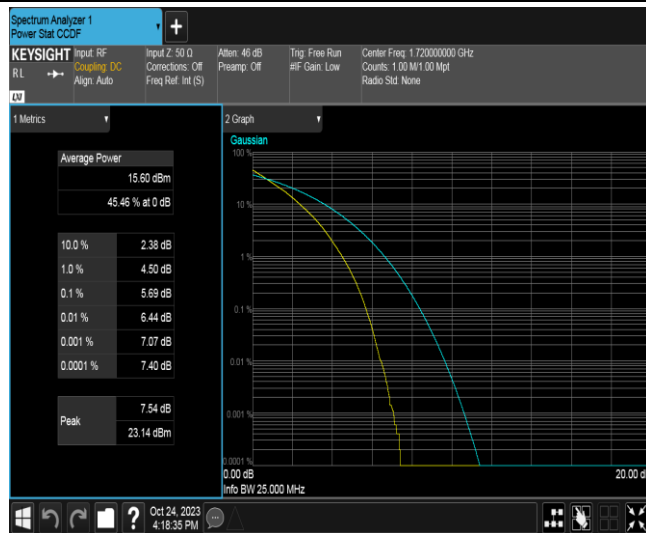 Spectrum Analyzer 1
Power Stat CCDF
KEYSIGHT
RL
Input: RF
Coupling: DC
Align: Auto
Input Z: 50 Ω
Corrections: Off
Freq Ref: Int (S)
Atten: 46 dB
Preamp: Off
Trig: Free Run
#IF Gain: Low
Center Freq: 1.720000000 GHz
Counts: 1.00 M/1.00 Mpt
Radio Std: None
1 Metrics
Average Power
15.60 dBm
45.46 % at 0 dB
10.0 % 2.38 dB
1.0 % 4.50 dB
0.1 % 5.69 dB
0.01 % 6.44 dB
0.001 % 7.07 dB
0.0001 % 7.40 dB
Peak
7.54 dB
23.14 dBm
2 Graph
Gaussian
100 %
10 %
1 %
0.1 %
0.01 %
0.001 %
0.0001 %
0.00 dB
20.00 d
Info BW 25.000 MHz
?
Oct 24, 2023
4:18:35 PM